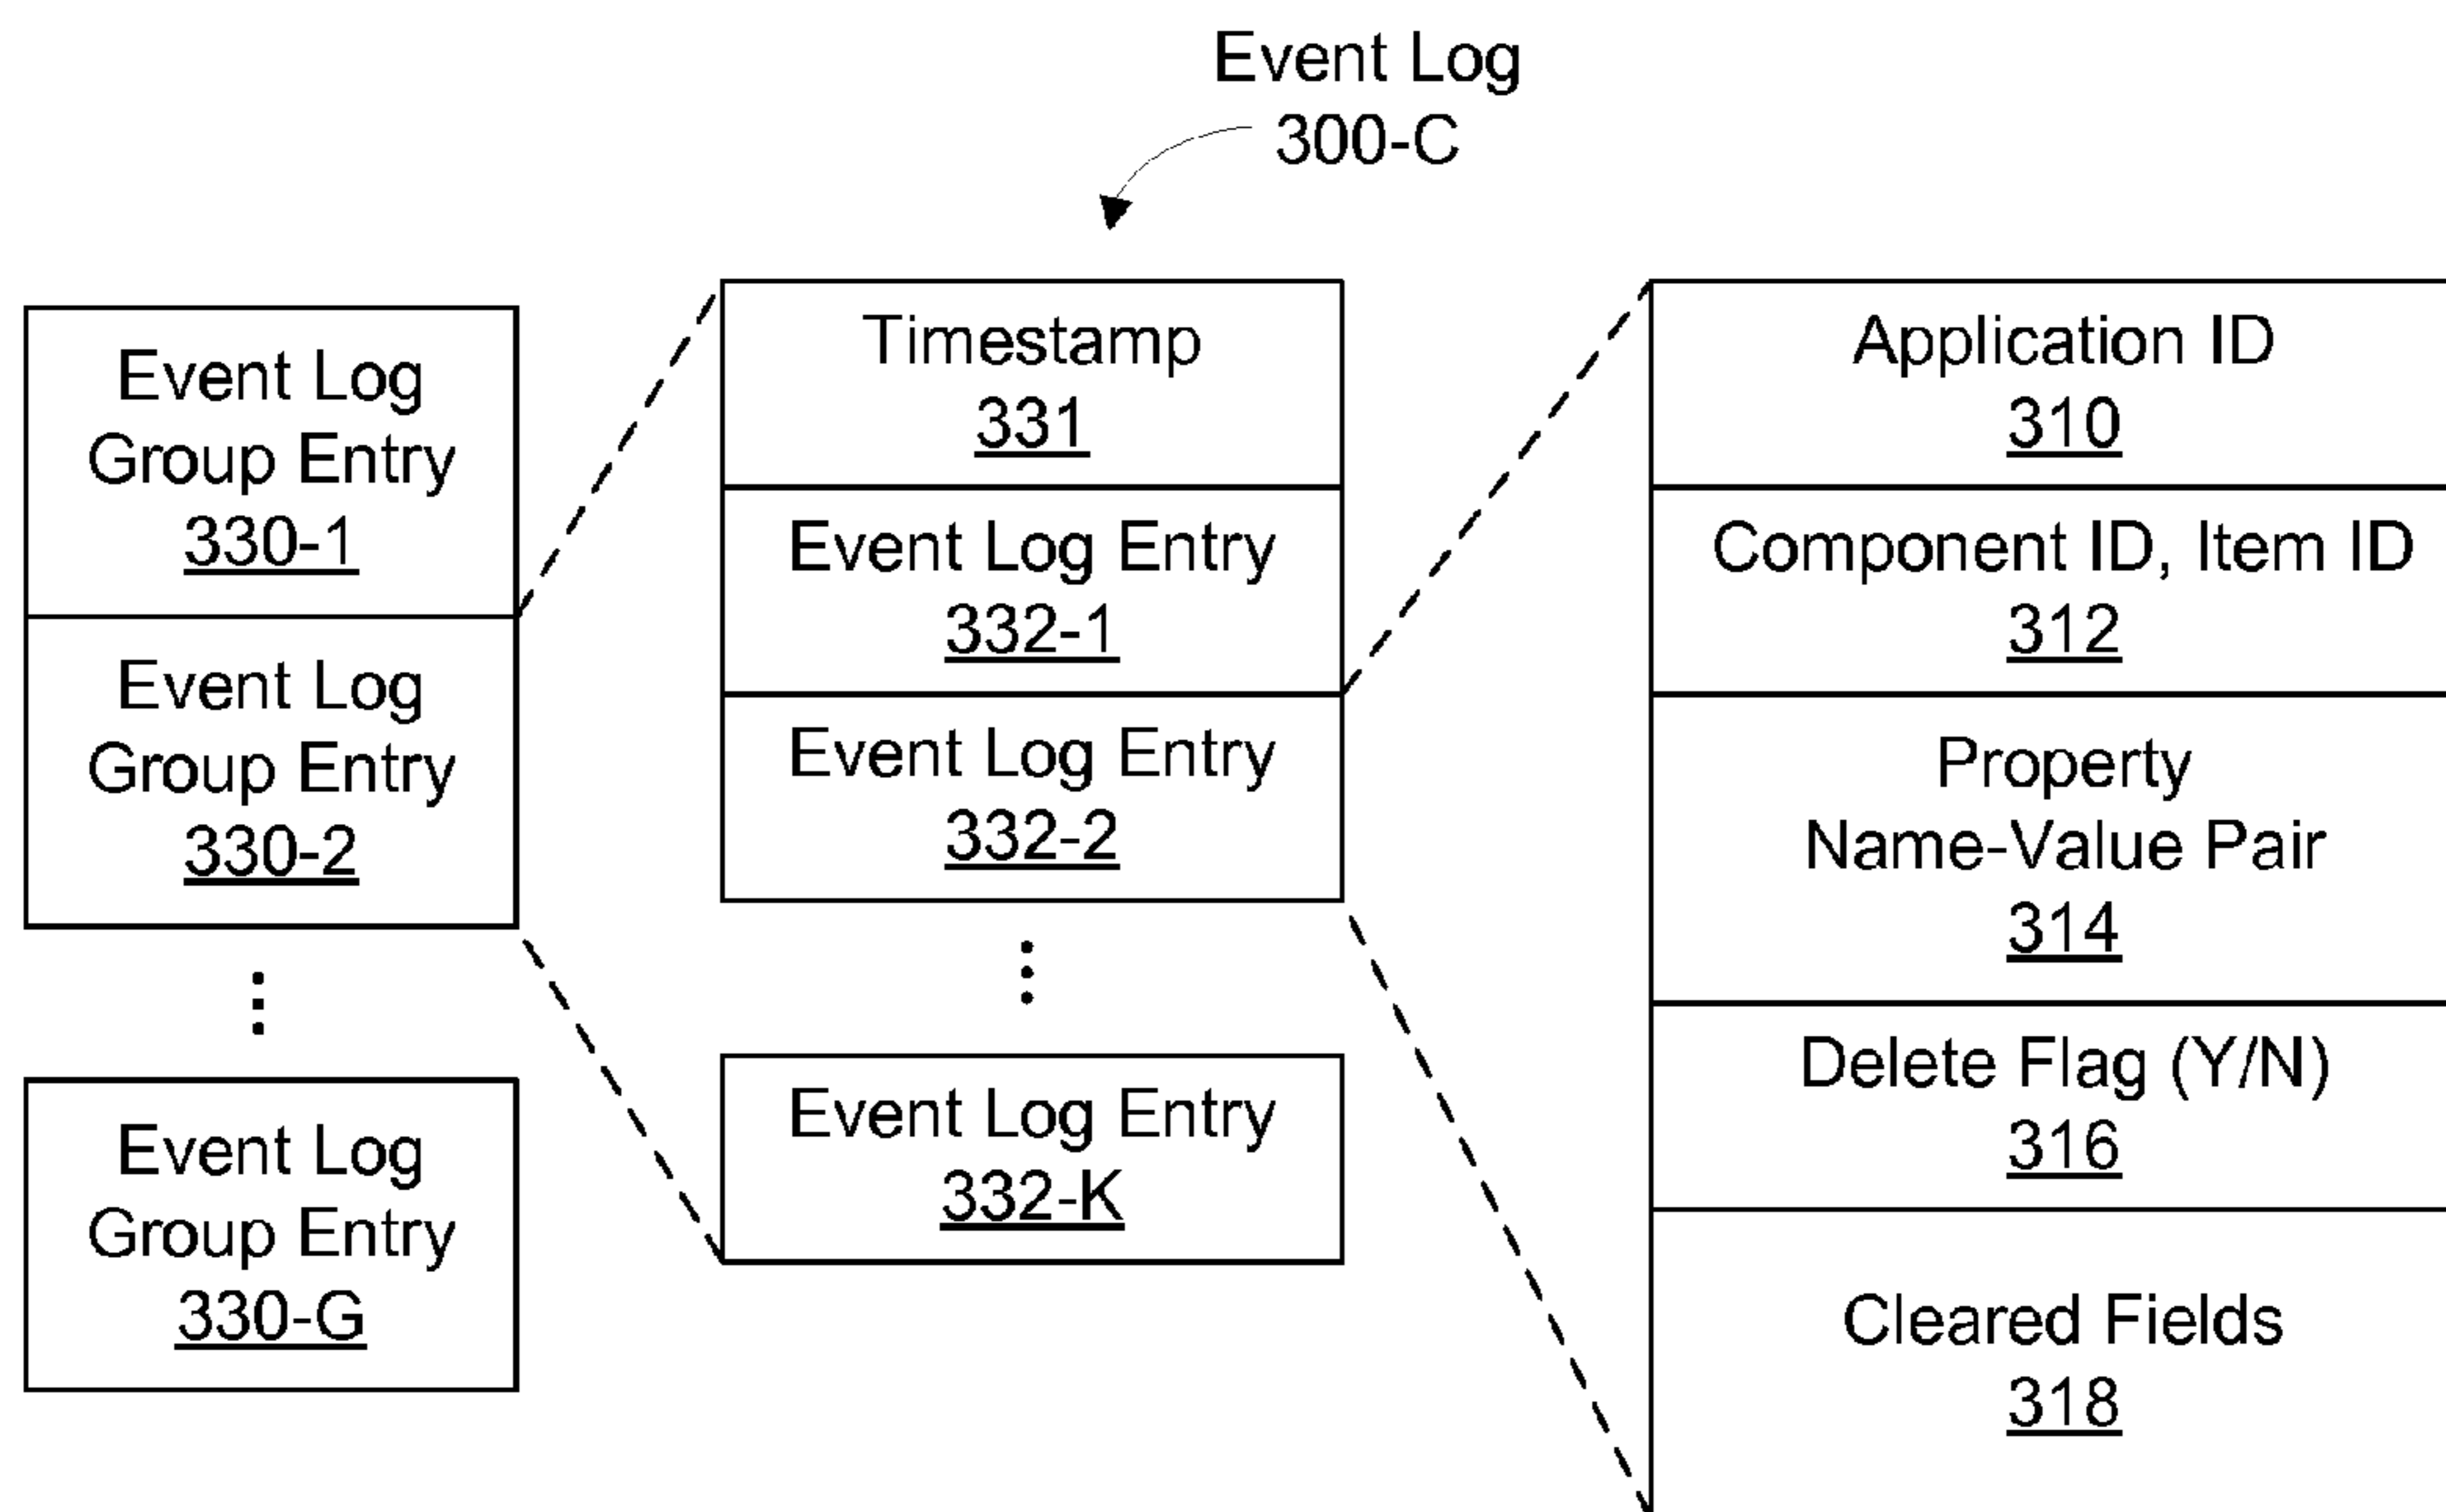 Event Log
300-C
Event Log
Group Entry
330-1
Event Log
Group Entry
330-2
Event Log
Group Entry
330-G
Timestamp
331
Event Log Entry
332-1
Event Log Entry
332-2
Event Log Entry
332-K
Application ID
310
Component ID, Item ID
312
Property
Name-Value Pair
314
Delete Flag (Y/N)
316
Cleared Fields
318